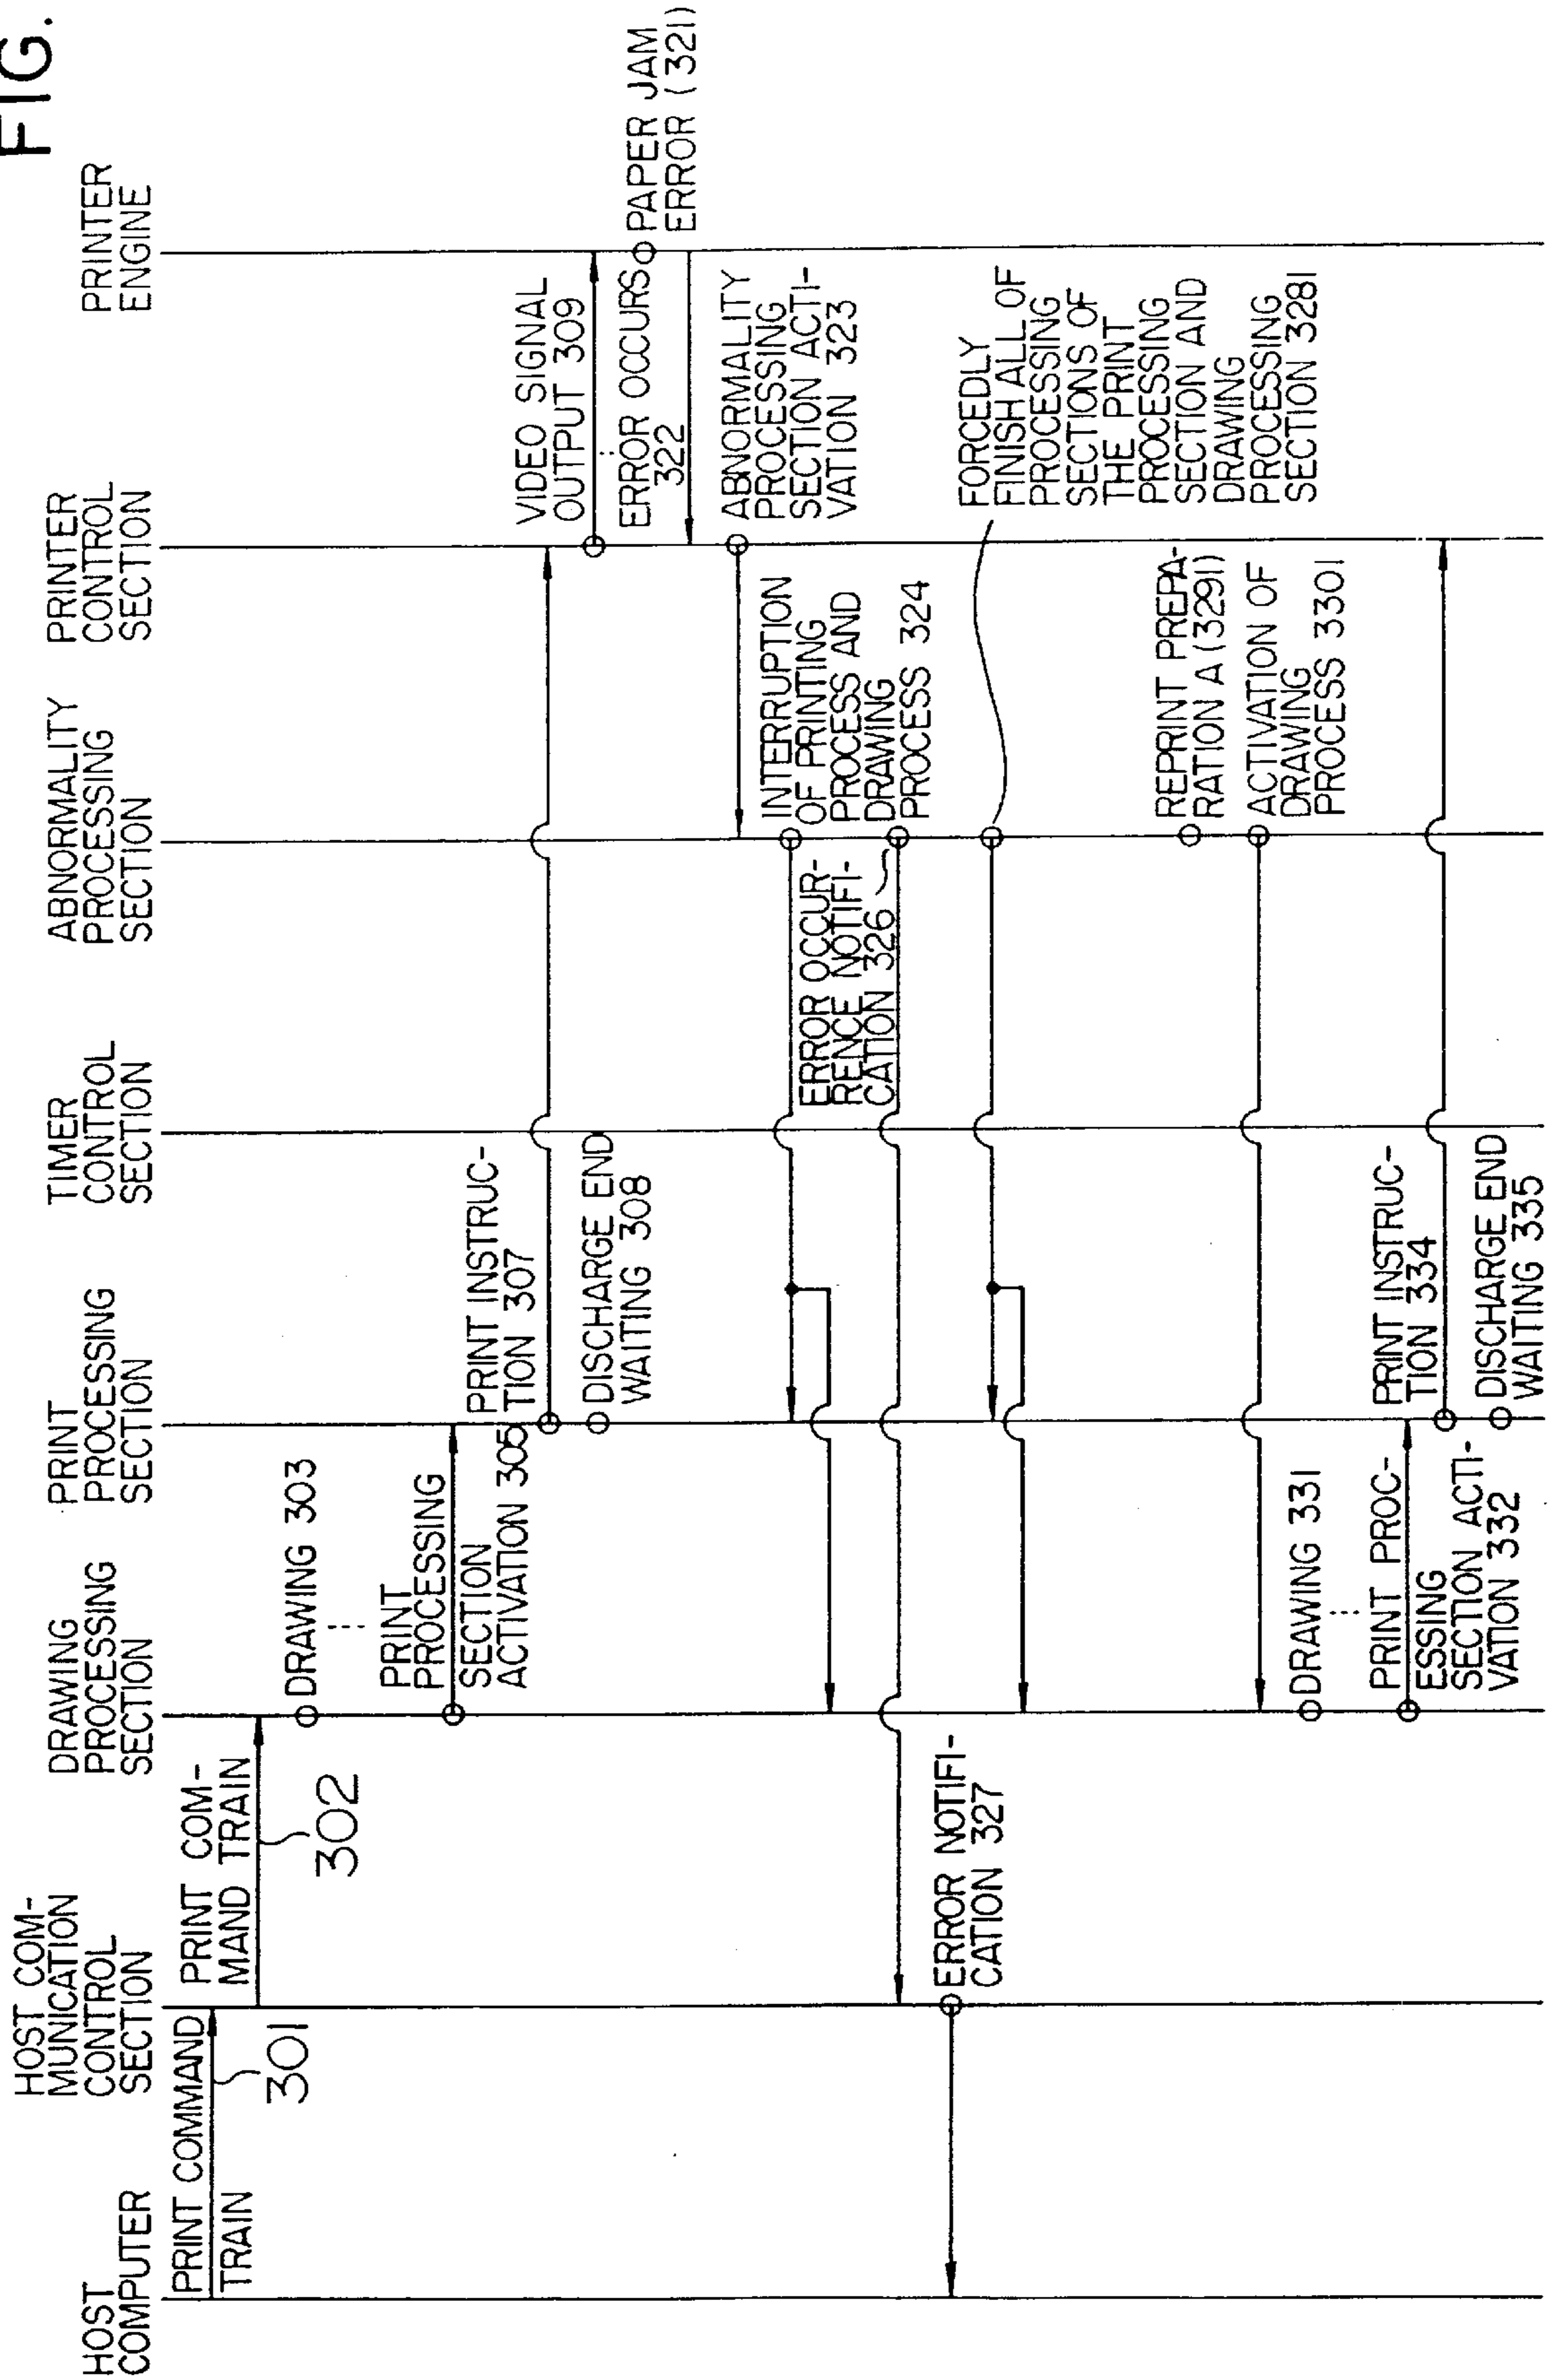 FIG.
HOST
COMPUTER
HOST COM-
MUNICATION
CONTROL
SECTION
DRAWING
PROCESSING
SECTION
PRINT
PROCESSING
SECTION
TIMER
CONTROL
SECTION
ABNORMALITY
PROCESSING
SECTION
PRINTER
CONTROL
SECTION
PRINTER
ENGINE
PRINT COMMAND
TRAIN
301
PRINT COM-
MAND TRAIN
302
DRAWING 303
PRINT
PROCESSING
SECTION
ACTIVATION 305
PRINT INSTRUC-
TION 307
DISCHARGE END
WAITING 308
VIDEO SIGNAL
OUTPUT 309
ERROR OCCURS
322
PAPER JAM
ERROR (321)
ABNORMALITY
PROCESSING
SECTION ACTI-
VATION 323
INTERRUPTION
OF PRINTING
PROCESS AND
DRAWING
PROCESS 324
ERROR OCCUR-
RENCE NOTIFI-
CATION 326
ERROR NOTIFI-
CATION 327
FORCEDLY
FINISH ALL OF
PROCESSING
SECTIONS OF
THE PRINT
PROCESSING
SECTION AND
DRAWING
PROCESSING
SECTION 3281
REPRINT PREPA-
RATION A (3291)
ACTIVATION OF
DRAWING
PROCESS 3301
DRAWING 331
PRINT PROC-
ESSING
SECTION ACTI-
VATION 332
PRINT INSTRUC-
TION 334
DISCHARGE END
WAITING 335